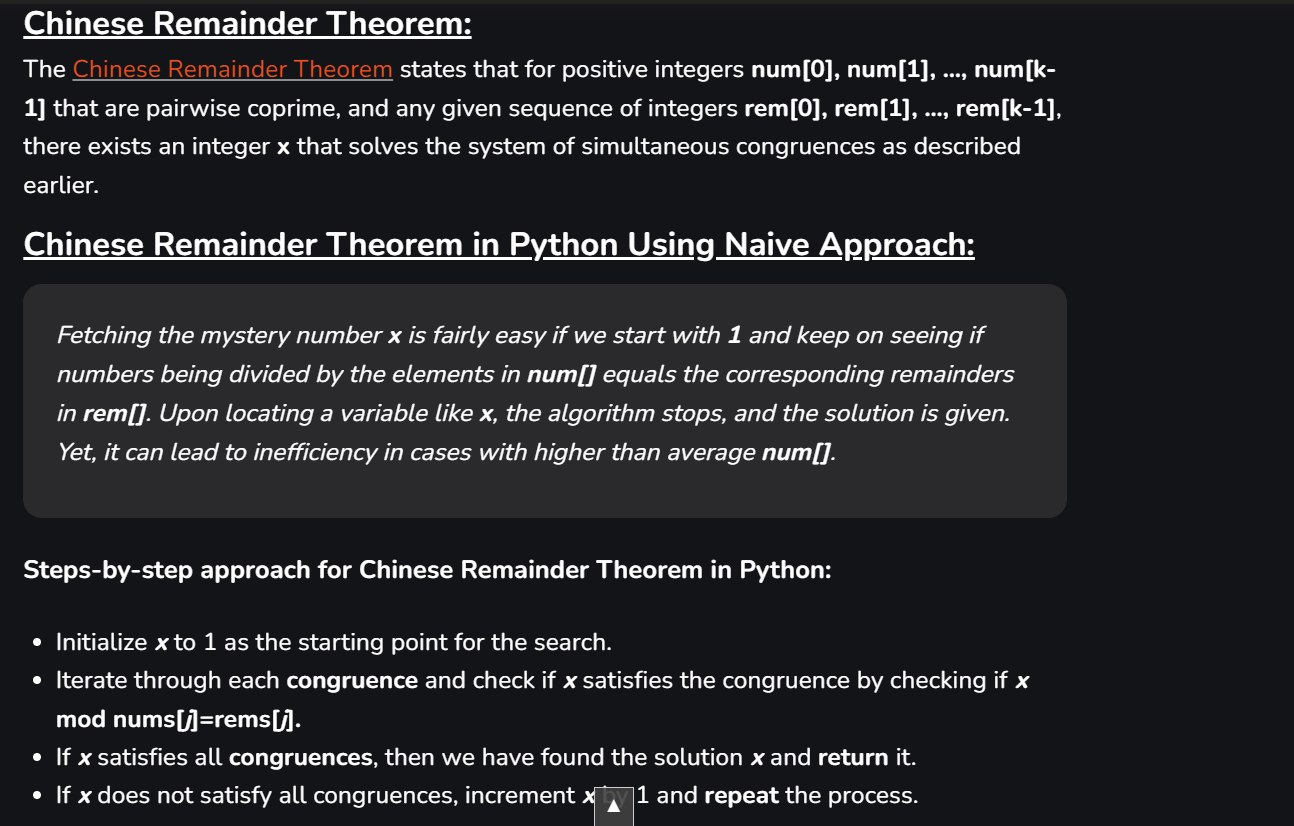 Chinese Remainder Theorem:
The Chinese Remainder Theorem states that for positive integers num[0], num[1], ..., num[k-
1] that are pairwise coprime, and any given sequence of integers rem[0], rem[1], ..., rem[k-1],
there exists an integer x that solves the system of simultaneous congruences as described
earlier.
Chinese Remainder Theorem in Python Using Naive Approach:
Fetching the mystery number x is fairly easy if we start with 1 and keep on seeing if
numbers being divided by the elements in num[] equals the corresponding remainders
in rem[]. Upon locating a variable like x, the algorithm stops, and the solution is given.
Yet, it can lead to inefficiency in cases with higher than average num[].
Steps-by-step approach for Chinese Remainder Theorem in Python:
• Initialize x to 1 as the starting point for the search.
• Iterate through each congruence and check if x satisfies the congruence by checking if x
mod nums[j]=rems[j].
• If x satisfies all congruences, then we have found the solution x and return it.
• If x does not satisfy all congruences, increment x by 1 and repeat the process.